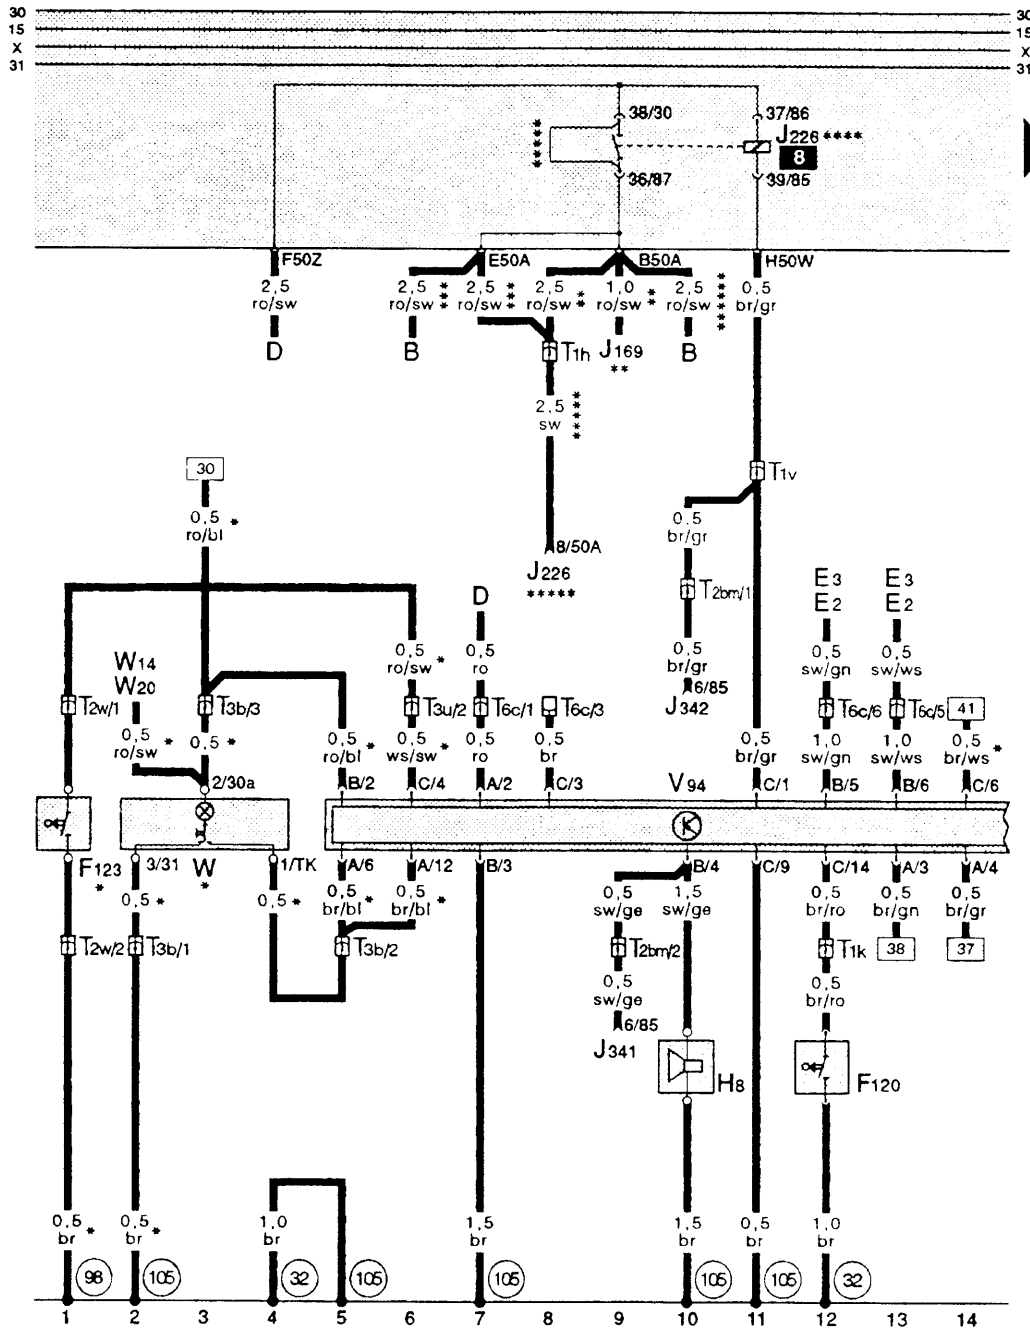 30 30
15 15
X X
31 31
38/30 37/86
***** J226 ****
8
36/87 39/85
F50Z E50A B50A H50W
2,5 2,5 2,5 2,5 1,0 2,5 0,5
ro/sw ro/sw *** ro/sw **** ro/sw ** ro/sw ** ro/sw ****** br/gr
D B T1h J169 B
**
2,5
sw ******
30 T1v
0,5
ro/bl *
0,5
br/gr
8/50A
J226
*****
T2bm/1
D E3 E3
E2 E2
0,5 0,5 0,5 0,5 0,5
ro/sw * ro br/gr sw/gn sw/ws
W14
W20
6/85
J342
T2w/1 T3b/3 T3u/2 T6c/1 T6c/3 T6c/6 T6c/5 41
0,5 0,5 * 0,5 0,5 0,5 0,5 0,5 1,0 1,0 0,5
ro/sw * ro/bl * ws/sw * ro br br/gr sw/gn sw/ws br/ws *
2/30a B/2 C/4 A/2 C/3 V94 C/1 B/5 B/6 C/6
F123 3/31 W 1/TK A/6 A/12 B/3 B/4 C/9 C/14 A/3 A/4
* *
0,5 * 0,5 * 0,5 0,5 0,5 1,5 0,5 0,5 0,5
br/bl * br/bl * sw/ge sw/ge br/ro br/gn br/gr
T2w/2 T3b/1 T3b/2 T2bm/2 T1k 38 37
0,5 0,5
sw/ge br/ro
6/85
J341
H8 F120
0,5 0,5 1,0 1,5 1,5 0,5 1,0
br * br * br br br br br
98 105 32 105 105 105 105 32
1 2 3 4 5 6 7 8 9 10 11 12 13 14